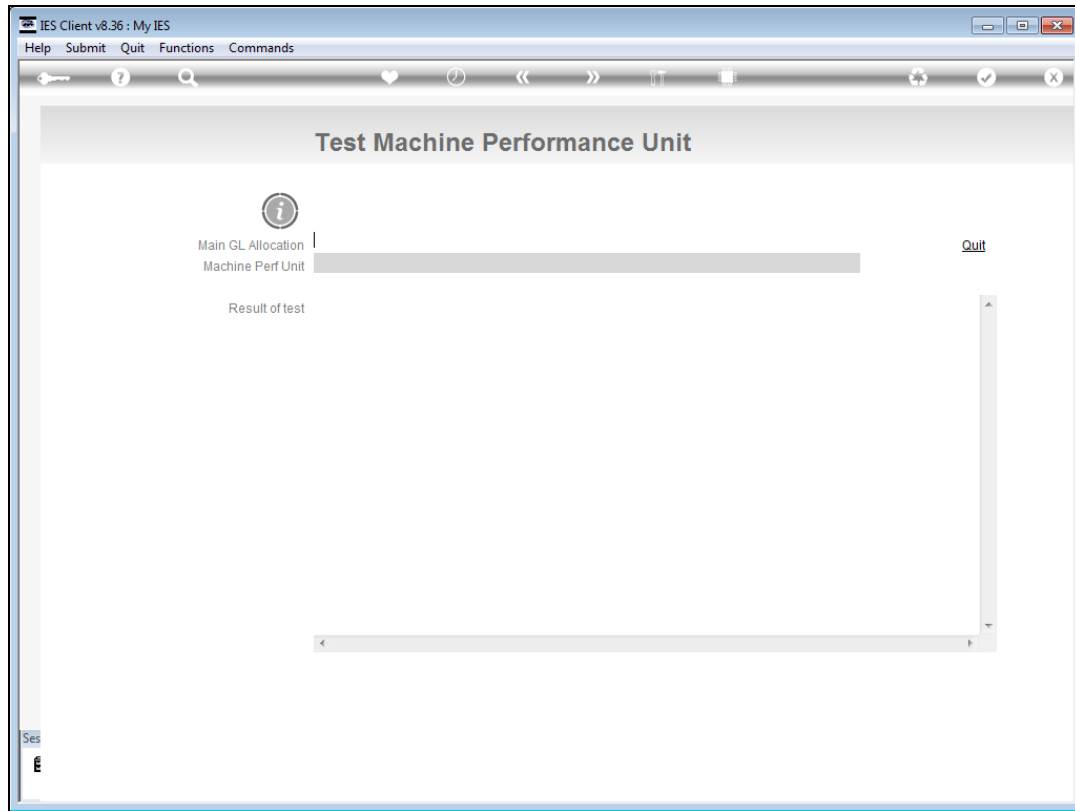 IES Client v8.36 : My IES
Help Submit Quit Functions Commands
Test Machine Performance Unit
Main GL Allocation
Quit
Machine Perf Unit
Result of test
Ses